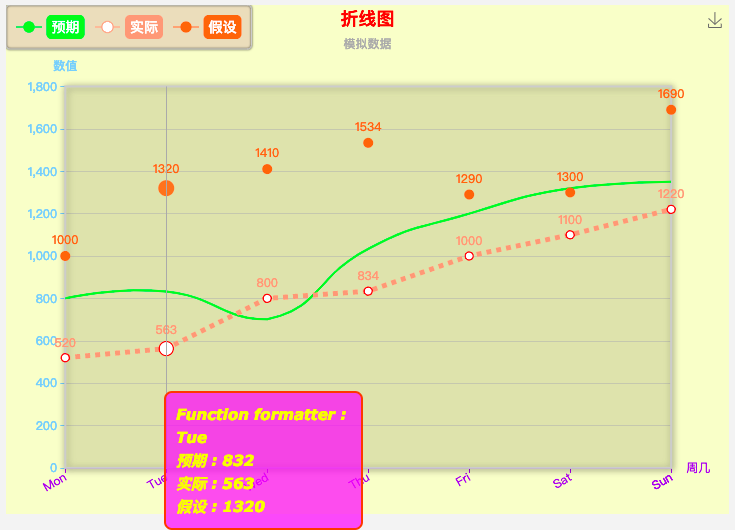 预期 实际 假设
折线图
模拟数据
数值
1,800
1,600
1,400
1,200
1,000
800
600
400
200
0
1000
1320
1410
1534
1290
1300
1690
520
563
800
834
1000
1100
1220
Mon Tue Wed Thu Fri Sat Sun
周几
Function formatter :
Tue
预期 : 832
实际 : 563
假设 : 1320